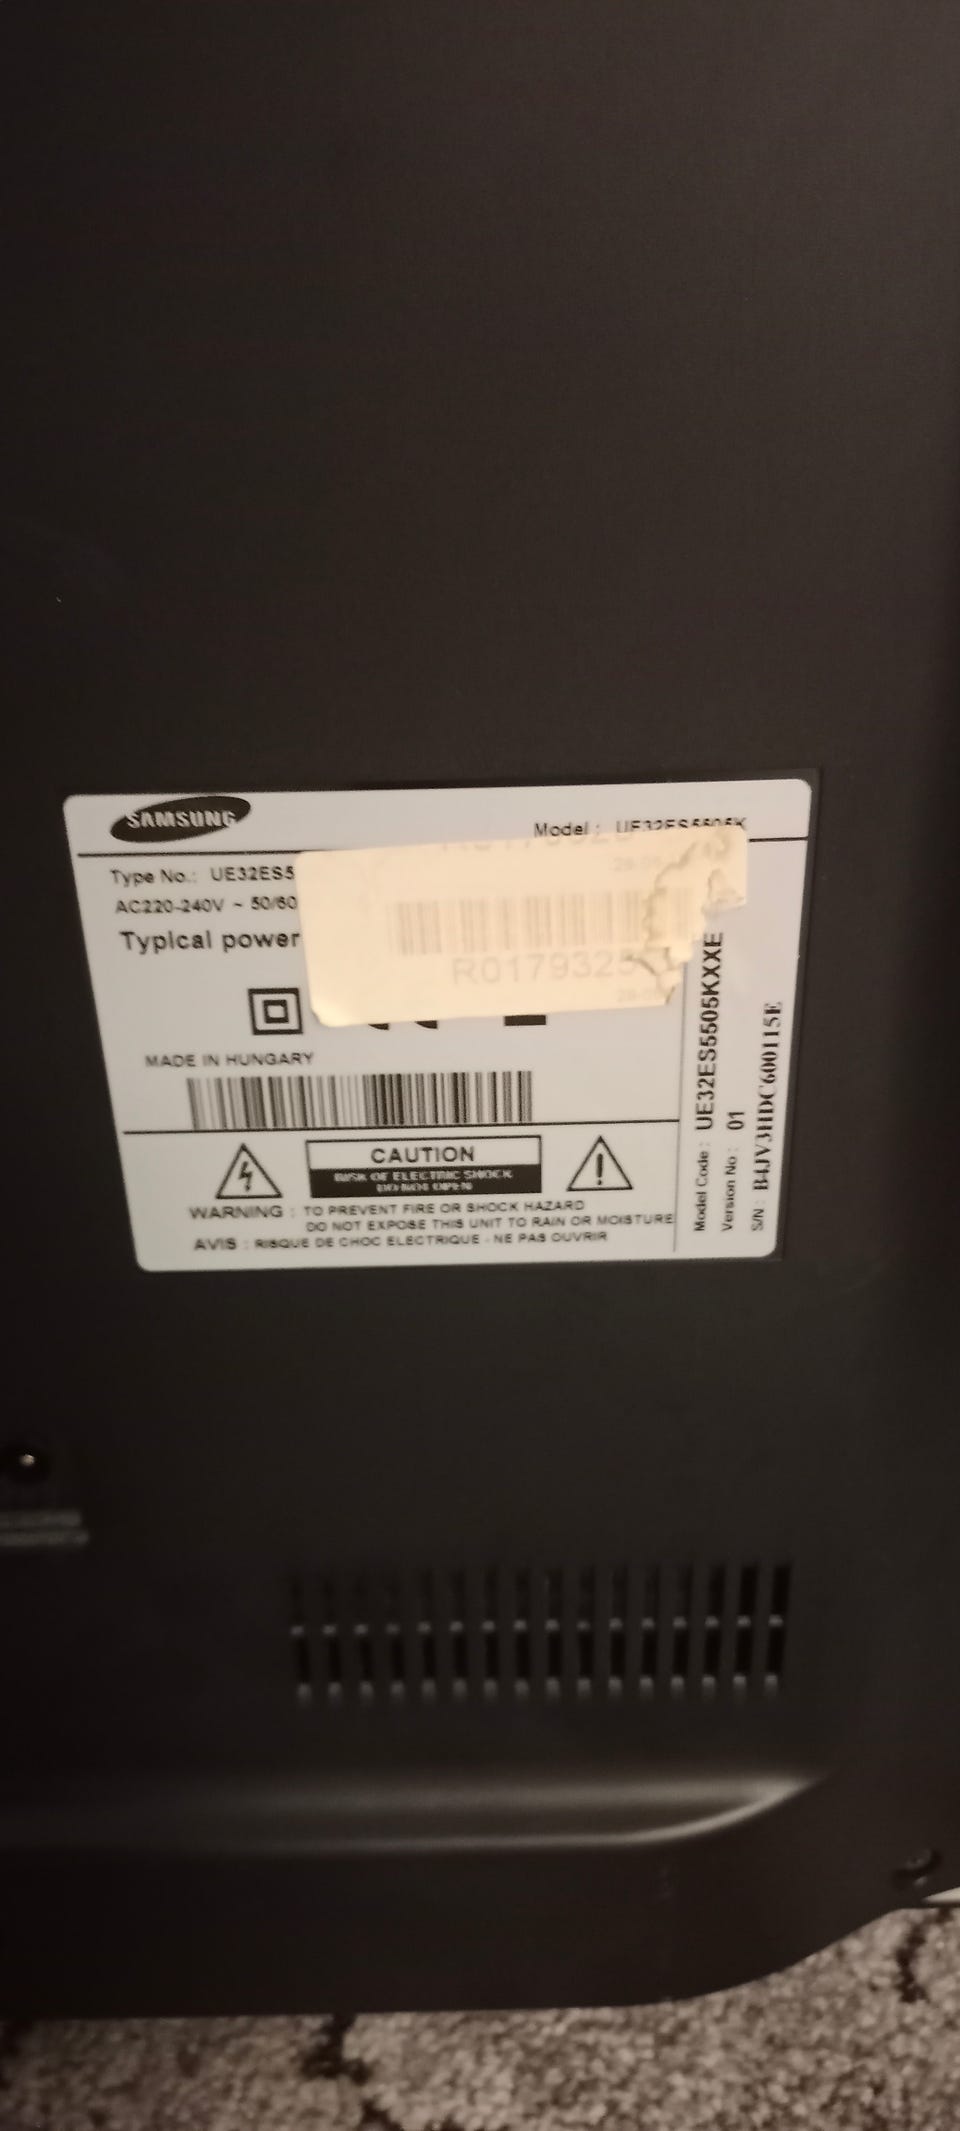 SAMSUNG
Model : UE32ES5505K
Type No.: UE32ES5
AC220-240V ~ 50/60
Typical power
R017932
MADE IN HUNGARY
CAUTION
RISK OF ELECTRIC SHOCK
DO NOT OPEN
WARNING : TO PREVENT FIRE OR SHOCK HAZARD
DO NOT EXPOSE THIS UNIT TO RAIN OR MOISTURE
AVIS : RISQUE DE CHOC ELECTRIQUE - NE PAS OUVRIR
Model Code : UE32ES5505KXXE
Version No : 01
S/N : B4JV3HDC600115E